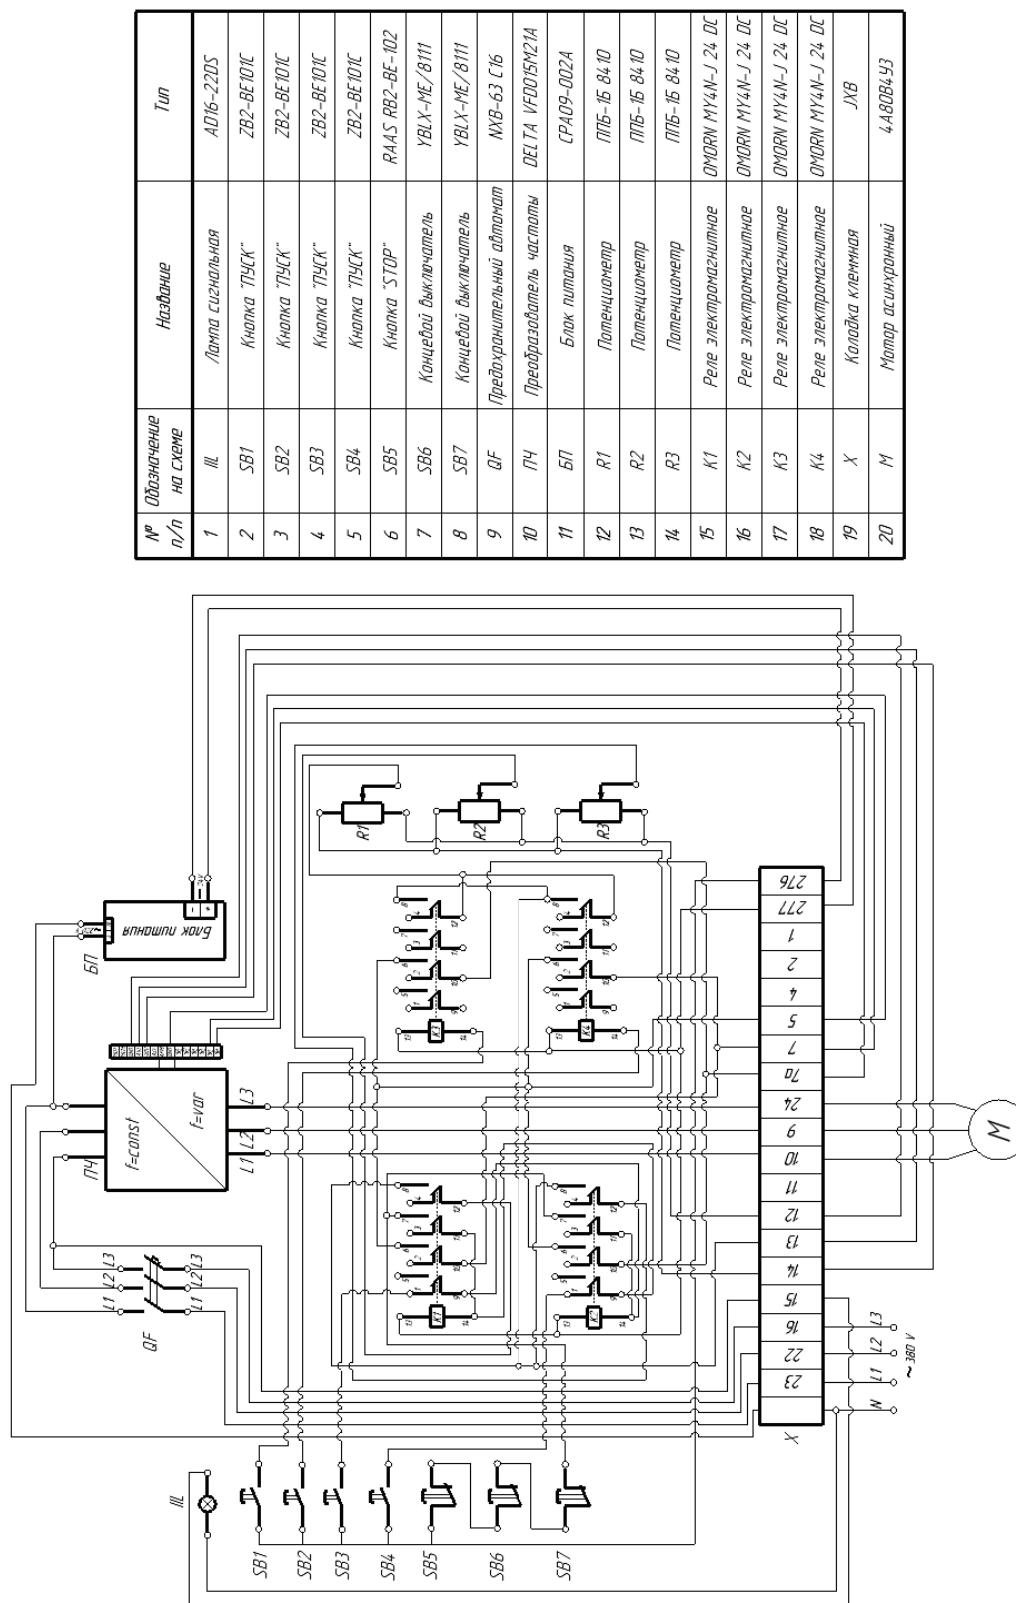 № п/п Обозначение на схеме Название Тип
1 IIL Лампа сигнальная AD16-22DS
2 SB1 Кнопка "ПУСК" ZB2-BE101C
3 SB2 Кнопка "ПУСК" ZB2-BE101C
4 SB3 Кнопка "ПУСК" ZB2-BE101C
5 SB4 Кнопка "ПУСК" ZB2-BE101C
6 SB5 Кнопка "STOP" RAAS RB2-BE-102
7 SB6 Концевой выключатель YBLX-ME/8111
8 SB7 Концевой выключатель YBLX-ME/8111
9 QF Предохранительный автомат NXB-63 C16
10 ПЧ Преобразователь частоты DELTA VFD015M21A
11 БП Блок питания CPA09-002A
12 R1 Потенциометр ППБ-1Б 8410
13 R2 Потенциометр ППБ-1Б 8410
14 R3 Потенциометр ППБ-1Б 8410
15 K1 Реле электромагнитное OMORN MY4N-J 24 DC
16 K2 Реле электромагнитное OMORN MY4N-J 24 DC
17 K3 Реле электромагнитное OMORN MY4N-J 24 DC
18 K4 Реле электромагнитное OMORN MY4N-J 24 DC
19 X Колодка клеммная JXB
20 M Мотор асинхронный 4A80B4У3
IIL
QF
L1 L2 L3
L1 L2 L3
ПЧ
f=const
f=var
L1 L2 L3
БП
Блок питания
24V
SB1
SB2
SB3
SB4
SB5
SB6
SB7
K1
K2
K3
K4
R1
R2
R3
X
23
22
16
15
14
13
12
11
10
9
24
7a
7
5
4
2
1
277
276
N L1 L2 L3
~ 380 V
M